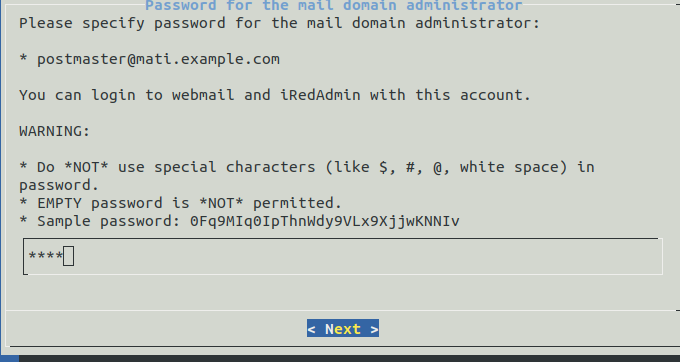 Password for the mail domain administrator
Please specify password for the mail domain administrator:
* postmaster@mati.example.com
You can login to webmail and iRedAdmin with this account.
WARNING:
* Do *NOT* use special characters (like $, #, @, white space) in
password.
* EMPTY password is *NOT* permitted.
* Sample password: 0Fq9MIq0IpThnWdy9VLx9XjjwKNNIv
****
< Next >